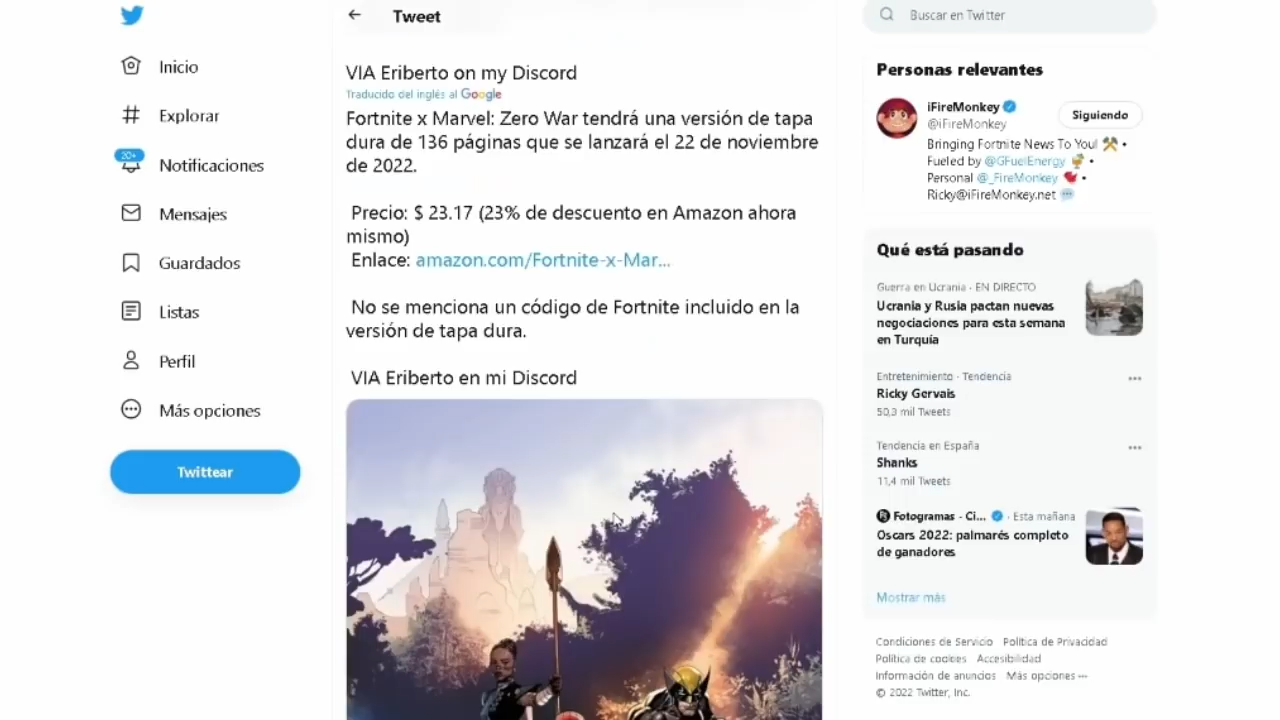 Tweet
Buscar en Twitter
Inicio
Explorar
20+
Notificaciones
Mensajes
Guardados
Listas
Perfil
Más opciones
Twittear
VIA Eriberto on my Discord
Traducido del inglés al Google
Fortnite x Marvel: Zero War tendrá una versión de tapa
dura de 136 páginas que se lanzará el 22 de noviembre
de 2022.
Precio: $ 23.17 (23% de descuento en Amazon ahora
mismo)
Enlace: amazon.com/Fortnite-x-Mar...
No se menciona un código de Fortnite incluido en la
versión de tapa dura.
VIA Eriberto en mi Discord
Personas relevantes
iFireMonkey
@iFireMonkey
Siguiendo
Bringing Fortnite News To You! ⚒️ •
Fueled by @GFuelEnergy 🍹 •
Personal @_FireMonkey 🐦 •
Ricky@iFireMonkey.net 💬
Qué está pasando
Guerra en Ucrania · EN DIRECTO
Ucrania y Rusia pactan nuevas
negociaciones para esta semana
en Turquía
Entretenimiento · Tendencia
Ricky Gervais
50,3 mil Tweets
Tendencia en España
Shanks
11,4 mil Tweets
Fotogramas - Ci... · Esta mañana
Oscars 2022: palmarés completo
de ganadores
Mostrar más
Condiciones de Servicio Política de Privacidad
Política de cookies Accesibilidad
Información de anuncios Más opciones ···
© 2022 Twitter, Inc.